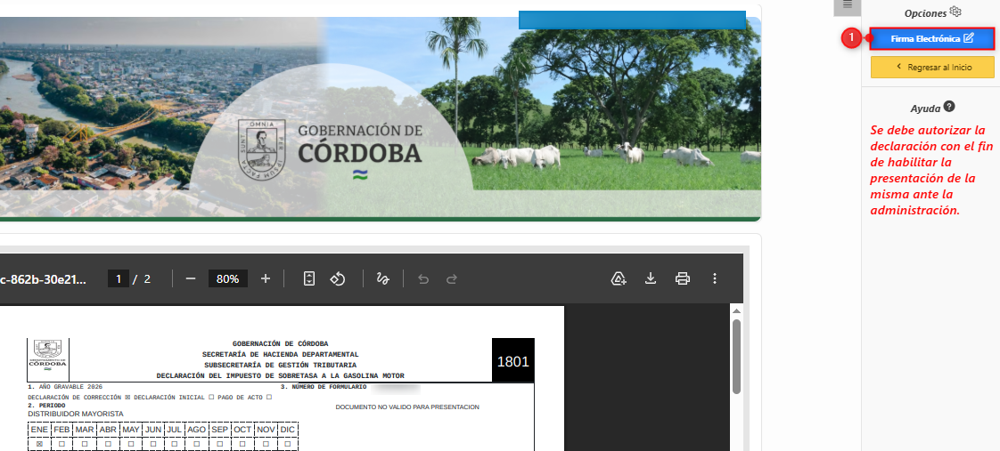 Opciones
1
Firma Electrónica
Regresar al Inicio
Ayuda
Se debe autorizar la
declaración con el fin
de habilitar la
presentación de la
misma ante la
administración.
OMNIA
SUNT
PER
IPSUM FACTA
GOBERNACIÓN DE
CÓRDOBA
c-862b-30e21...
1 / 2
80%
CÓRDOBA
GOBERNACIÓN DE CÓRDOBA
SECRETARÍA DE HACIENDA DEPARTAMENTAL
SUBSECRETARÍA DE GESTIÓN TRIBUTARIA
DECLARACIÓN DEL IMPUESTO DE SOBRETASA A LA GASOLINA MOTOR
1801
1. AÑO GRAVABLE 2026
3. NÚMERO DE FORMULARIO
DECLARACIÓN DE CORRECCIÓN ☒ DECLARACIÓN INICIAL ☐ PAGO DE ACTO ☐
2. PERIODO
DOCUMENTO NO VALIDO PARA PRESENTACION
DISTRIBUIDOR MAYORISTA
ENE FEB MAR ABR MAY JUN JUL AGO SEP OCT NOV DIC
☒ ☐ ☐ ☐ ☐ ☐ ☐ ☐ ☐ ☐ ☐ ☐